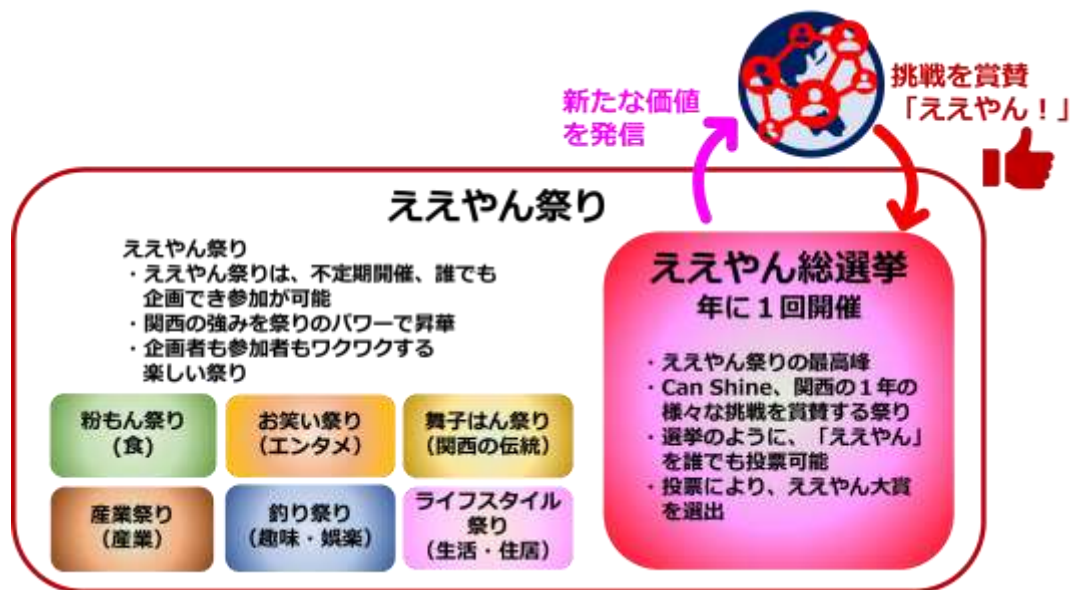 新たな価値
を発信
挑戦を賞賛
「ええやん！」
ええやん祭り
ええやん祭り
・ええやん祭りは、不定期開催、誰でも
企画でき参加が可能
・関西の強みを祭りのパワーで昇華
・企画者も参加者もワクワクする
楽しい祭り
粉もん祭り
(食)
お笑い祭り
（エンタメ）
舞子はん祭り
（関西の伝統）
産業祭り
（産業）
釣り祭り
（趣味・娯楽）
ライフスタイル
祭り
（生活・住居）
ええやん総選挙
年に１回開催
・ええやん祭りの最高峰
・Can Shine、関西の１年の
様々な挑戦を賞賛する祭り
・選挙のように、「ええやん」
を誰でも投票可能
・投票により、ええやん大賞
を選出